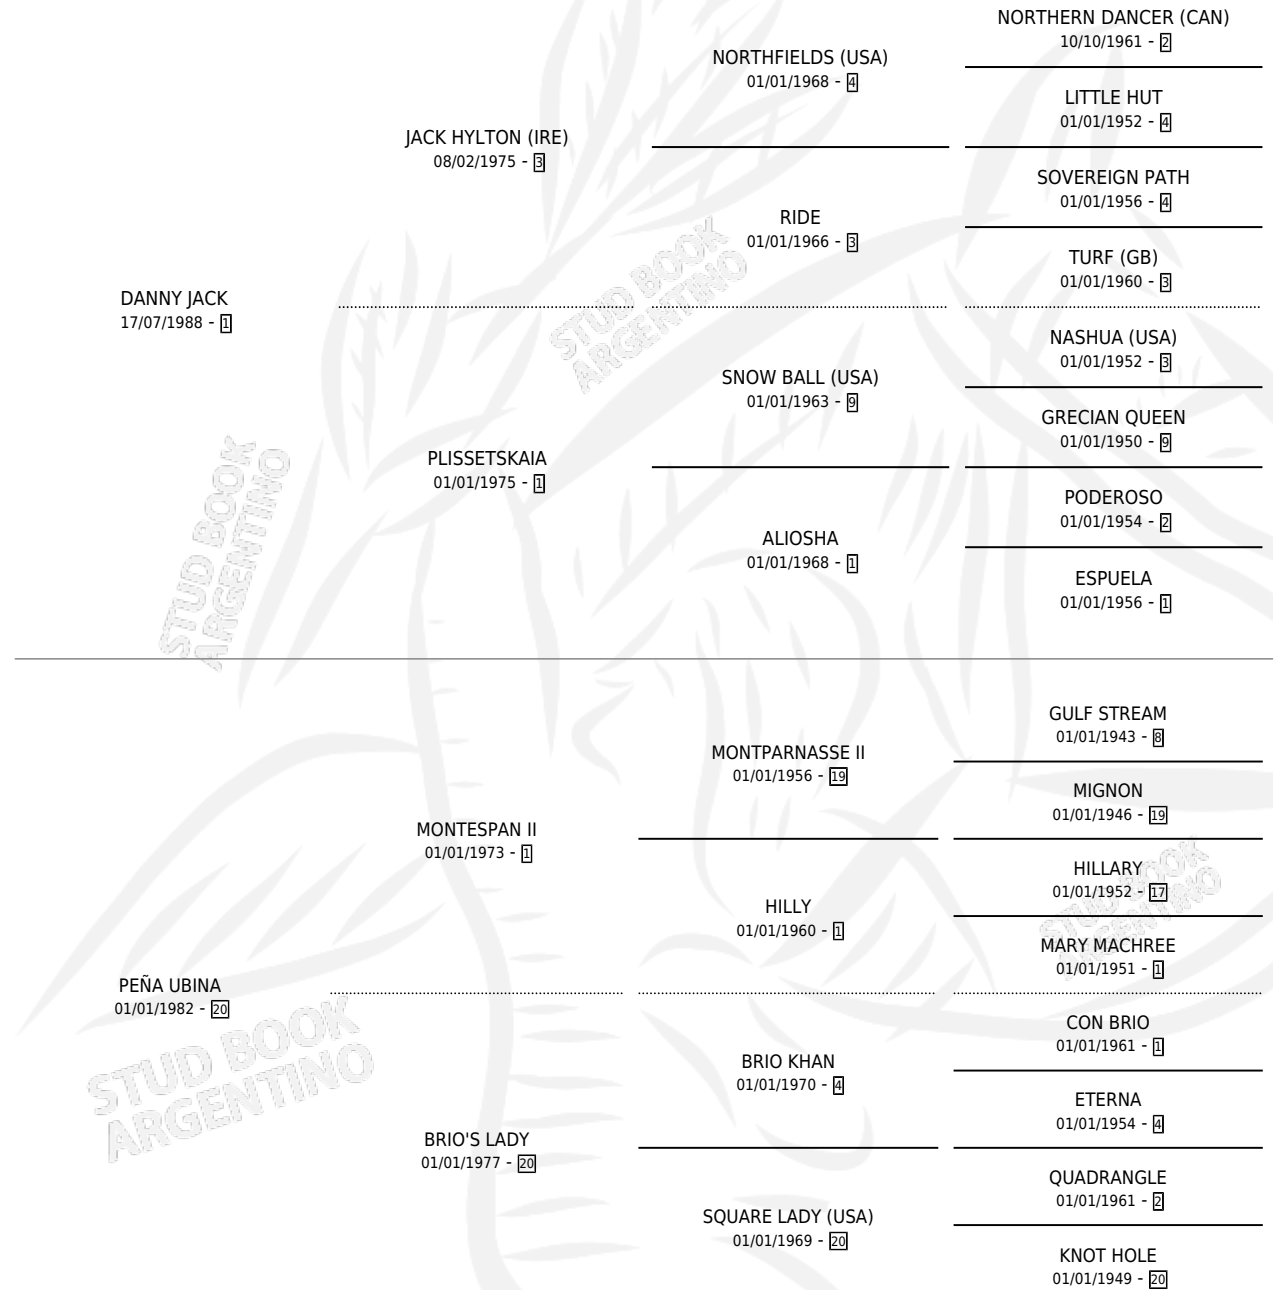 NORTHERN DANCER (CAN)
10/10/1961 - 2
NORTHFIELDS (USA)
01/01/1968 - 4
LITTLE HUT
01/01/1952 - 4
JACK HYLTON (IRE)
08/02/1975 - 3
SOVEREIGN PATH
01/01/1956 - 4
RIDE
01/01/1966 - 3
TURF (GB)
01/01/1960 - 3
DANNY JACK
17/07/1988 - 1
NASHUA (USA)
01/01/1952 - 3
SNOW BALL (USA)
01/01/1963 - 9
GRECIAN QUEEN
01/01/1950 - 9
PLISSETSKAIA
01/01/1975 - 1
PODEROSO
01/01/1954 - 2
ALIOSHA
01/01/1968 - 1
ESPUELA
01/01/1956 - 1
STUD BOOK
ARGENTINO
STUD BOOK
ARGENTINO
GULF STREAM
01/01/1943 - 8
MONTPARNASSE II
01/01/1956 - 19
MIGNON
01/01/1946 - 19
MONTESPAN II
01/01/1973 - 1
HILLARY
01/01/1952 - 17
HILLY
01/01/1960 - 1
MARY MACHREE
01/01/1951 - 1
PEÑA UBINA
01/01/1982 - 20
CON BRIO
01/01/1961 - 1
BRIO KHAN
01/01/1970 - 4
ETERNA
01/01/1954 - 4
BRIO'S LADY
01/01/1977 - 20
QUADRANGLE
01/01/1961 - 2
SQUARE LADY (USA)
01/01/1969 - 20
KNOT HOLE
01/01/1949 - 20
STUD BOOK
ARGENTINO
STUD BOOK
ARGENTINO